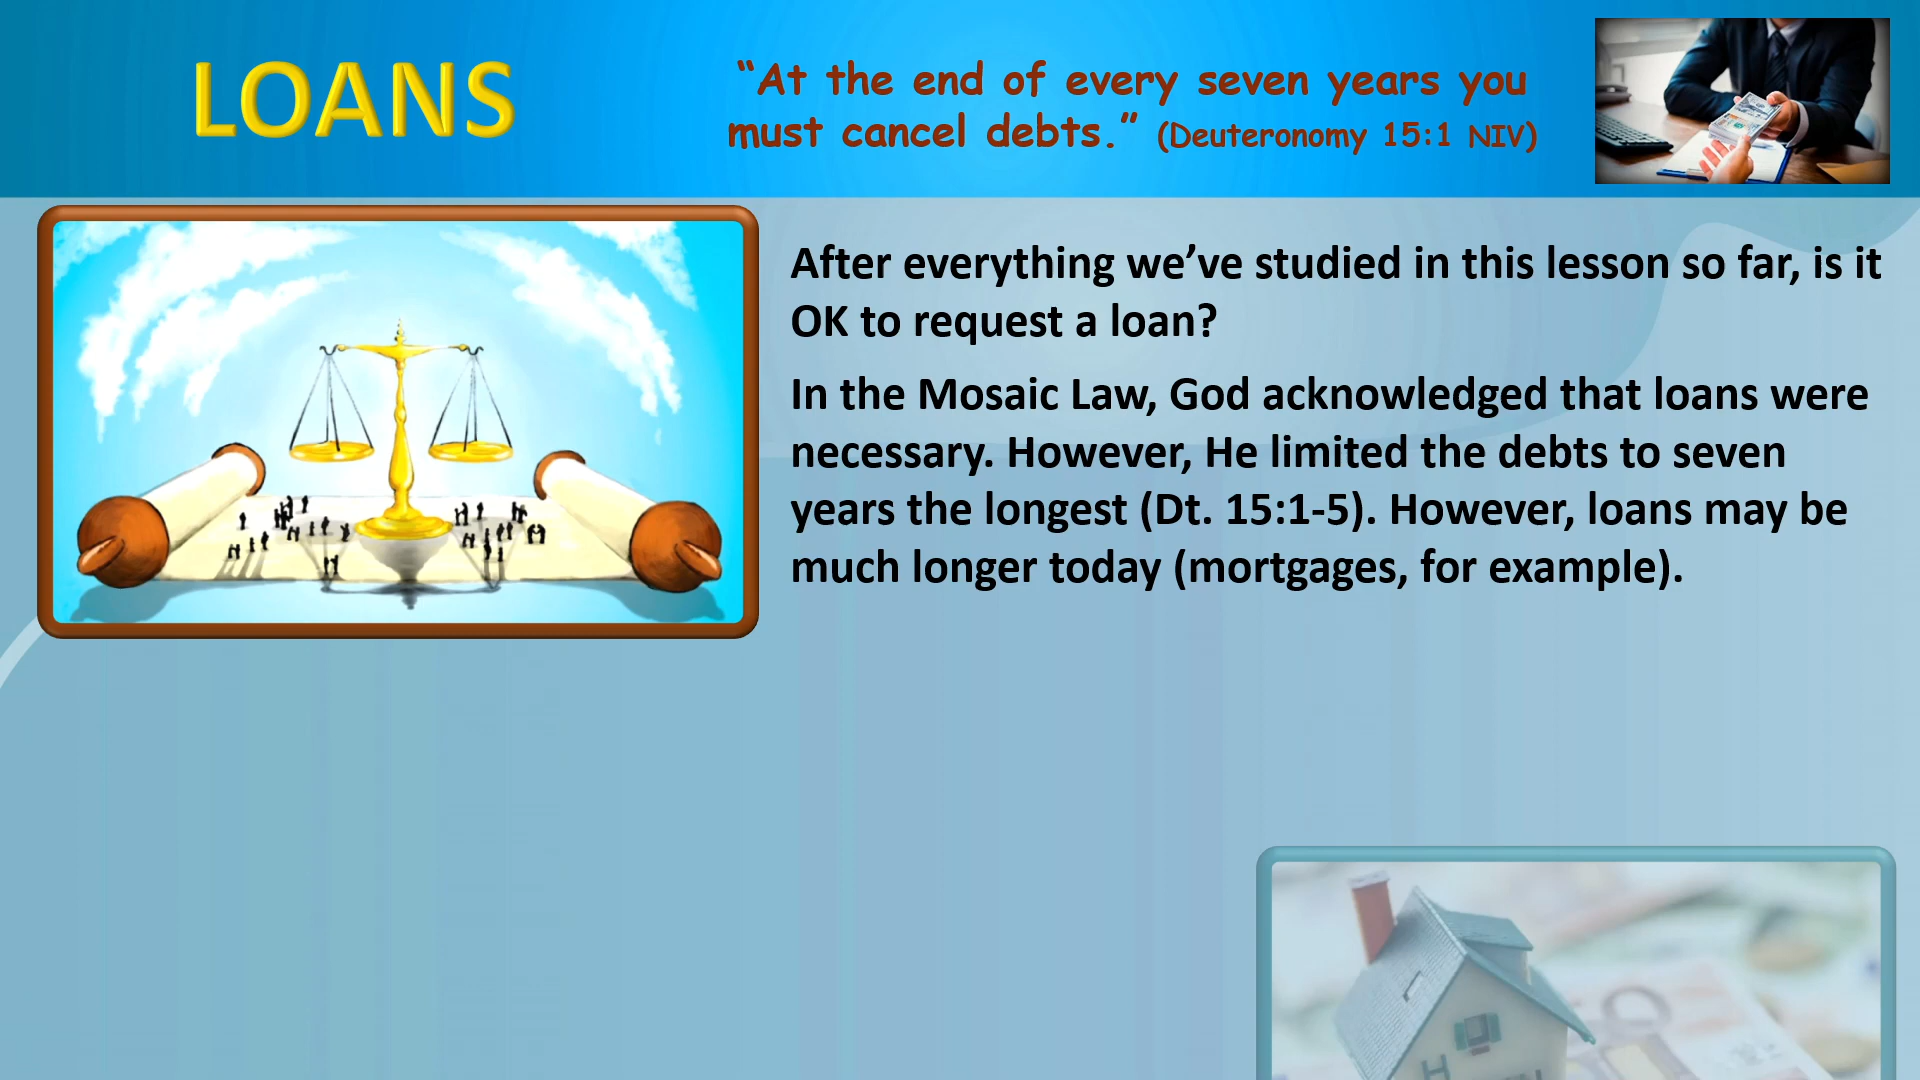 LOANS
“At the end of every seven years you
must cancel debts.” (Deuteronomy 15:1 NIV)
After everything we’ve studied in this lesson so far, is it
OK to request a loan?
In the Mosaic Law, God acknowledged that loans were
necessary. However, He limited the debts to seven
years the longest (Dt. 15:1-5). However, loans may be
much longer today (mortgages, for example).